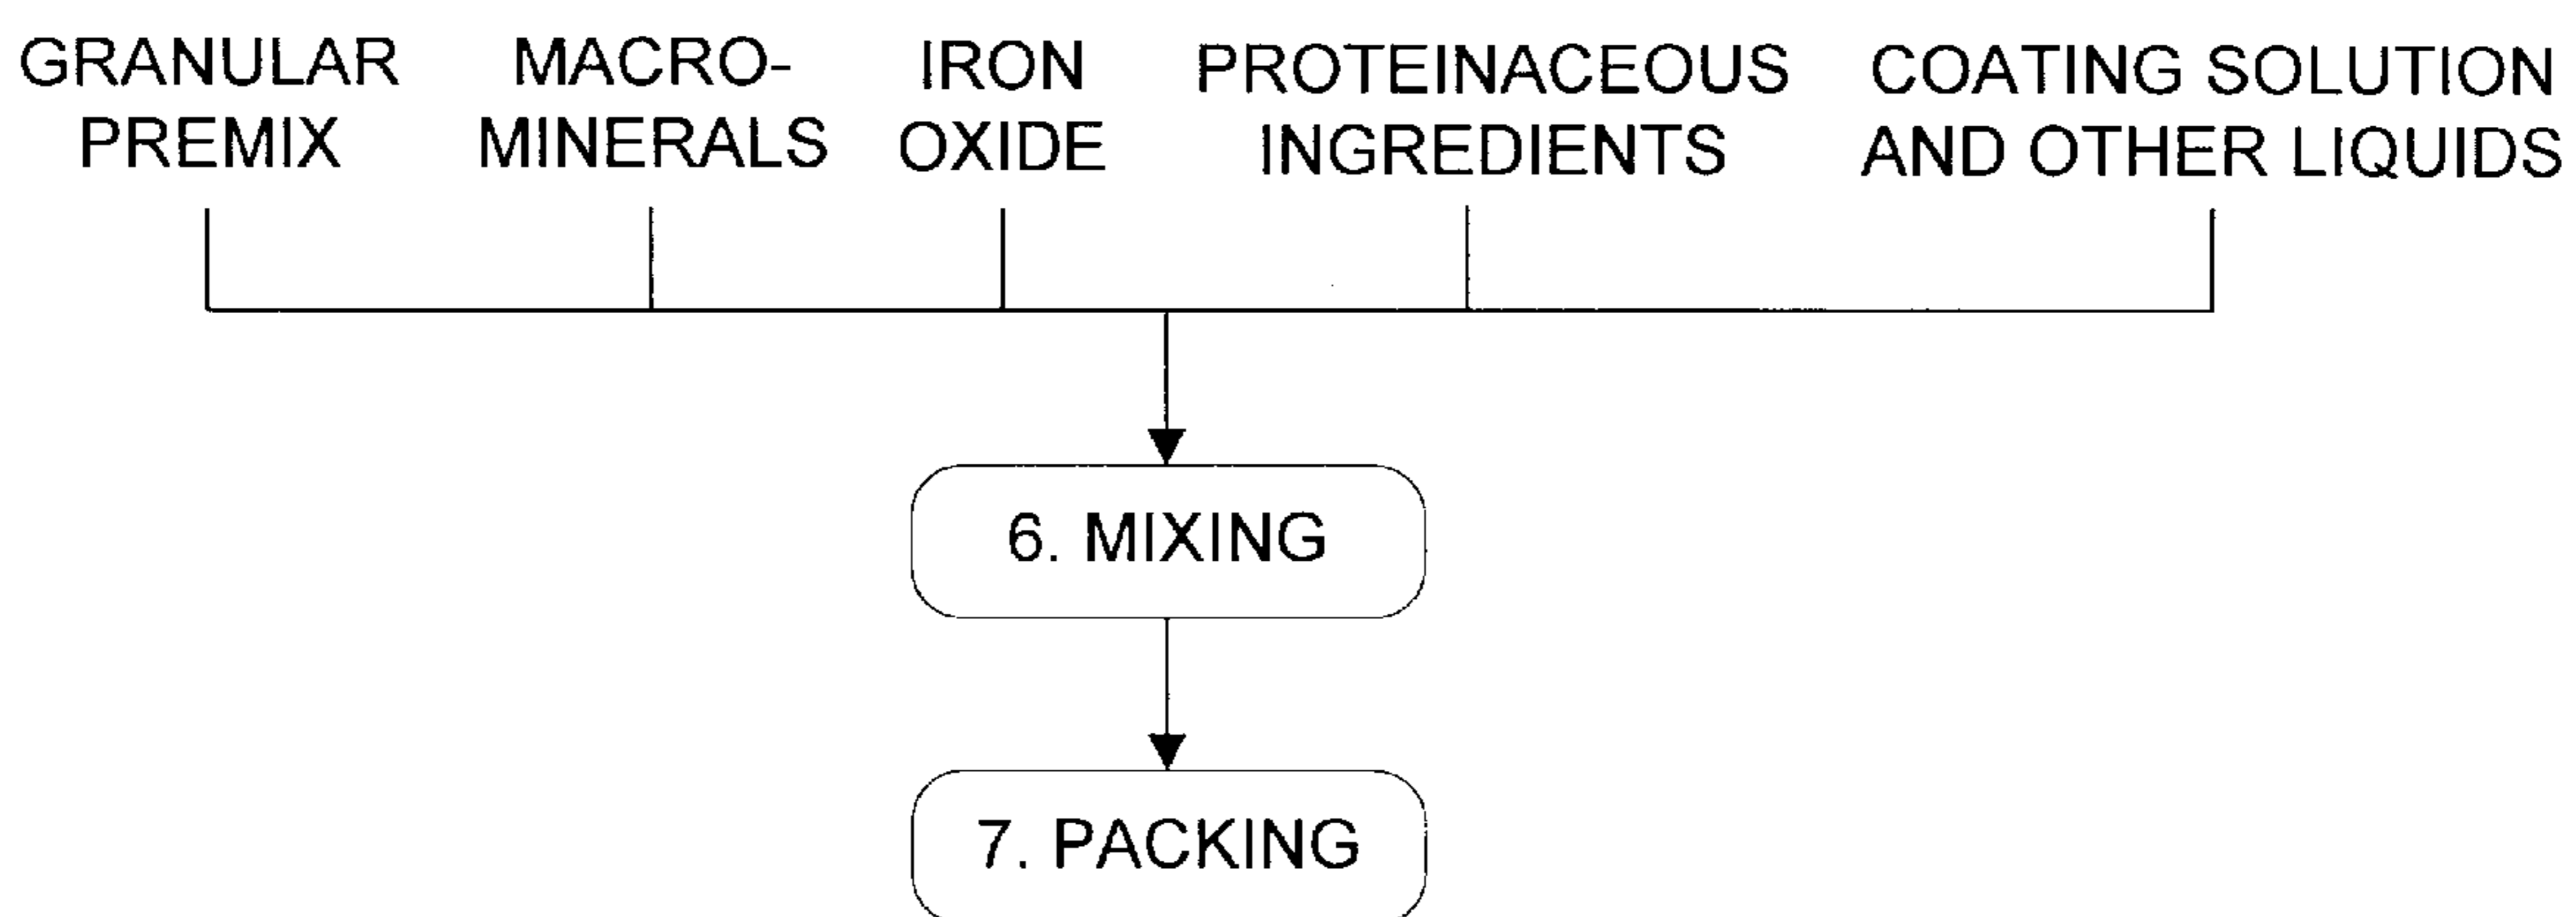 GRANULAR PREMIX
MACRO-MINERALS
IRON OXIDE
PROTEINACEOUS INGREDIENTS
COATING SOLUTION AND OTHER LIQUIDS
6. MIXING
7. PACKING